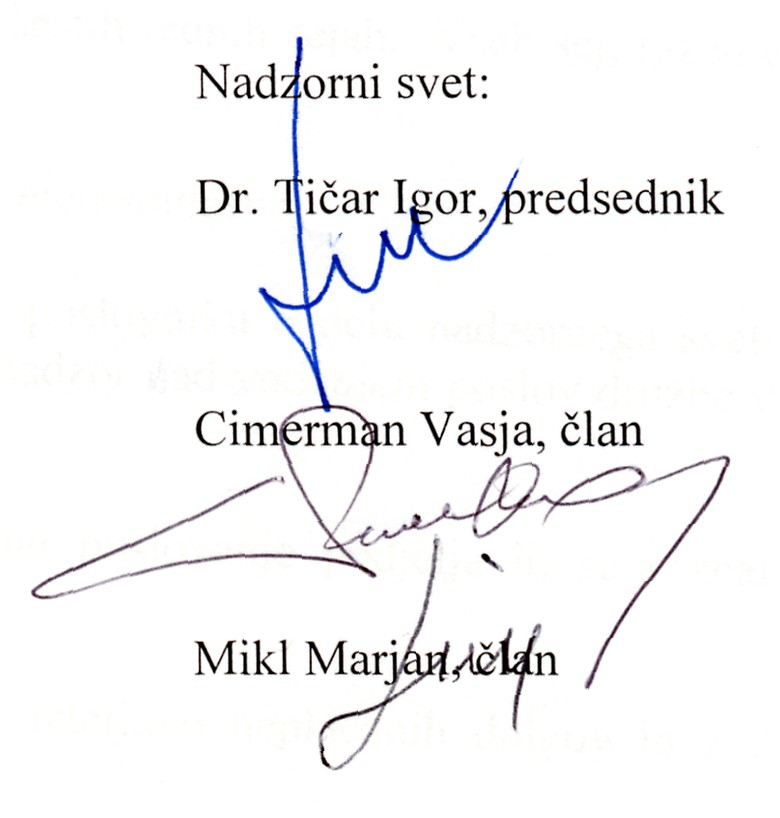 Nadzorni svet:
Dr. Tičar Igor, predsednik
Cimerman Vasja, član
Mikl Marjan, član